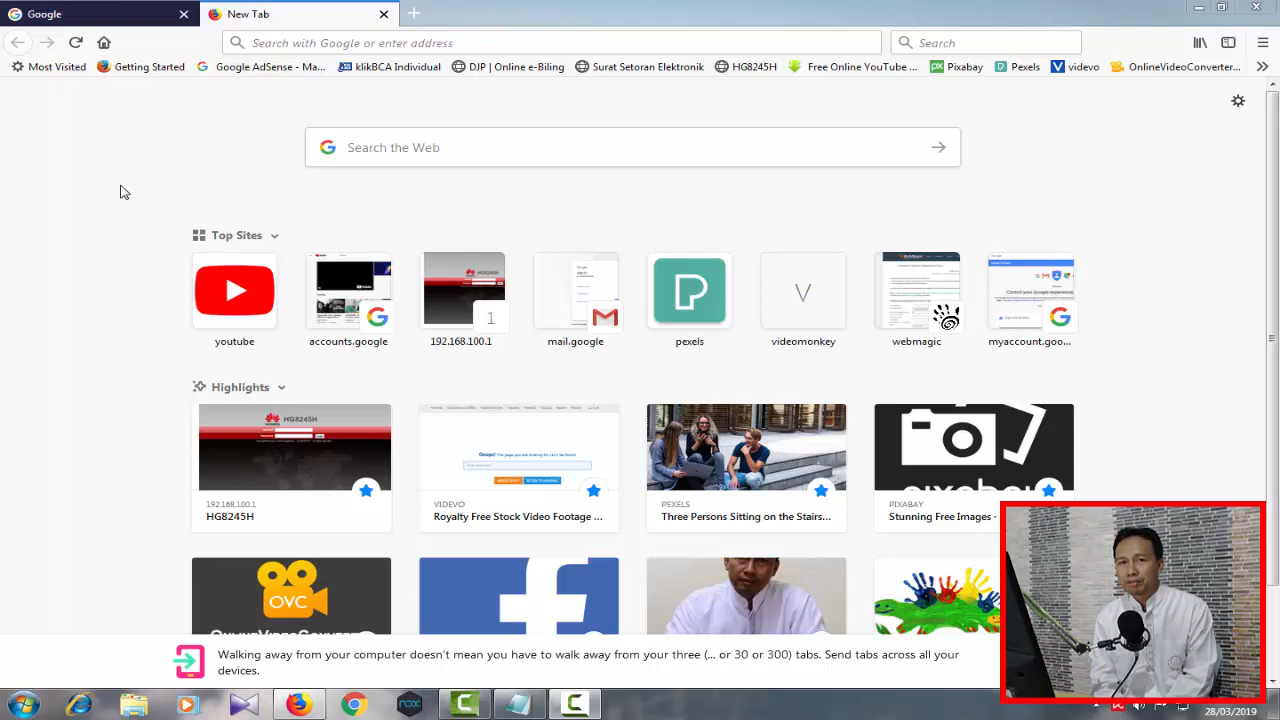 Google
New Tab
Search with Google or enter address
Search
Most Visited
Getting Started
Google AdSense - Ma...
klikBCA Individual
DJP | Online e-Biling
Surat Setoran Elektronik
HG8245H
Free Online YouTube ...
Pixabay
Pexels
videvo
OnlineVideoConverter...
Search the Web
Top Sites
1
V
youtube
accounts.google
192.168.100.1
mail.google
pexels
videomonkey
webmagic
myaccount.goo...
Highlights
HG8245H
192.168.100.1
HG8245H
VIDEVO
Royalty Free Stock Video Footage ...
PEXELS
Three Persons Sitting on the Stairs...
PIXABAY
Stunning Free Images ·
OVC
Walking away from your computer doesn't mean you have to walk away from your three (... or 30 or 300) tabs. Send tabs across all your
devices.
nox
28/03/2019